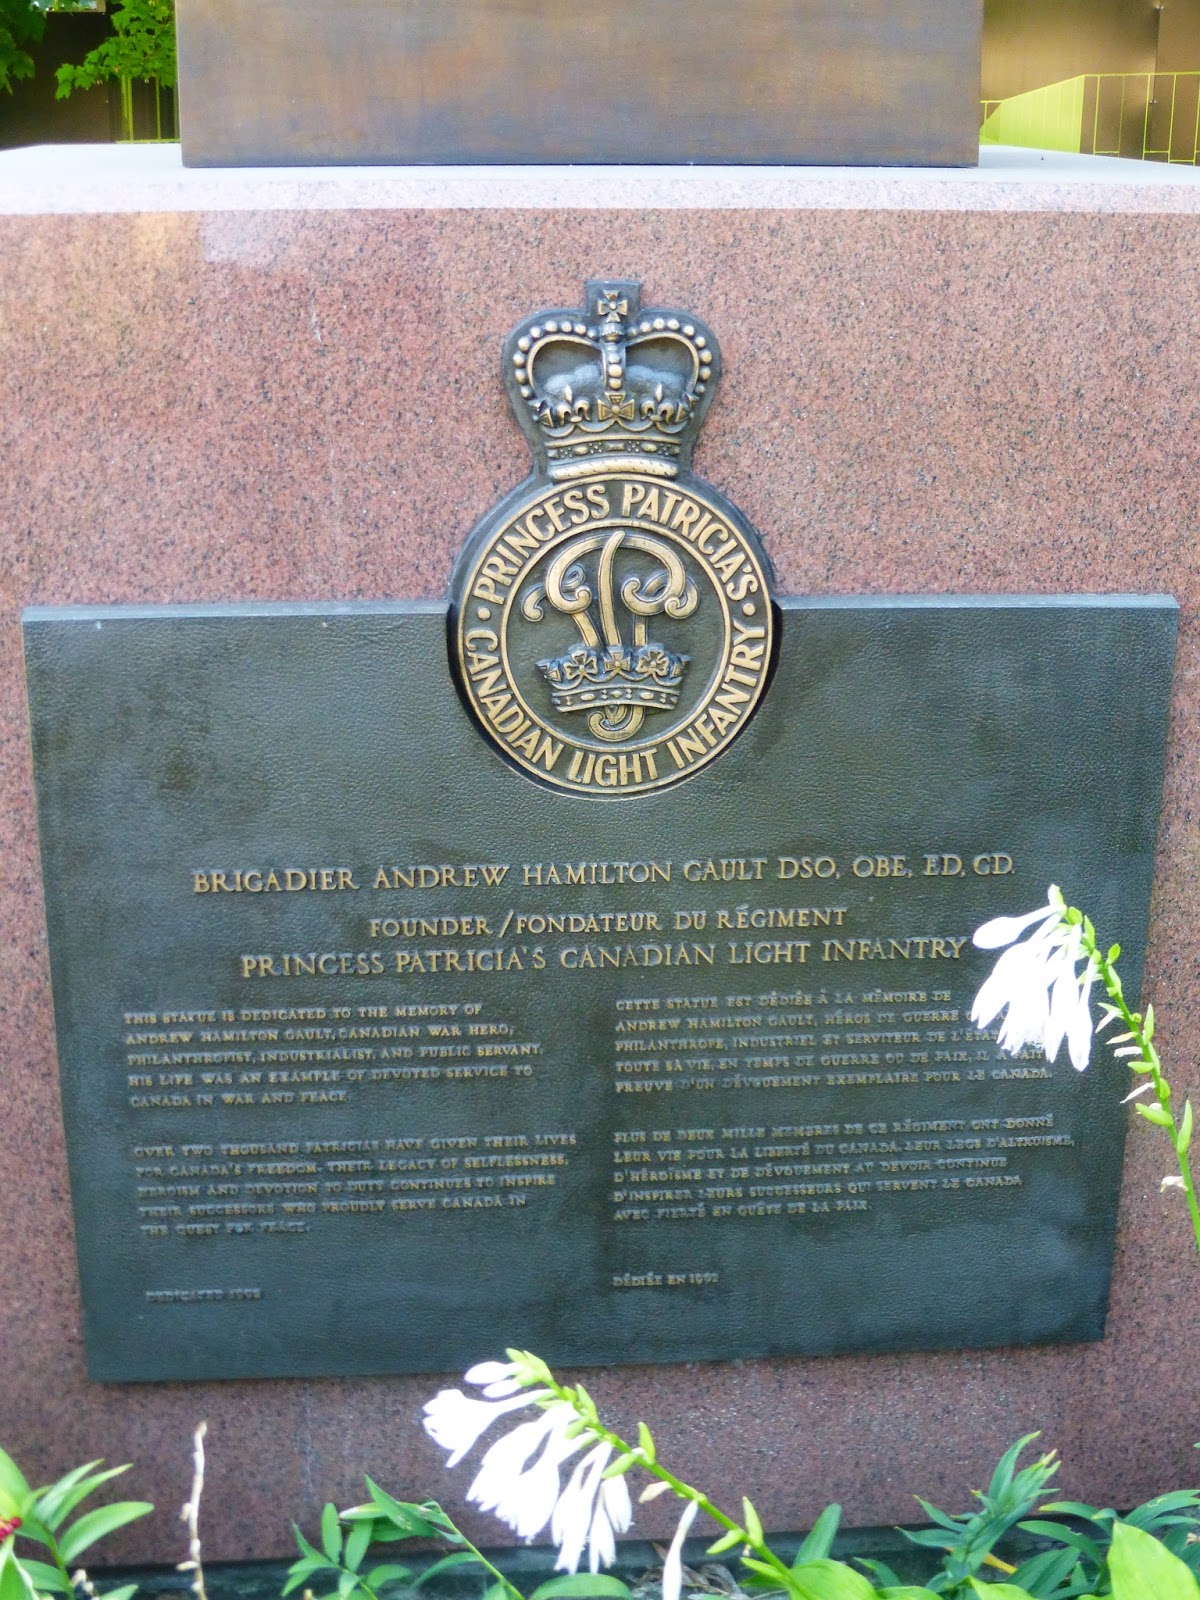 PRINCESS PATRICIA'S
CANADIAN LIGHT INFANTRY
BRIGADIER ANDREW HAMILTON GAULT DSO, OBE, ED, CD.
FOUNDER/FONDATEUR DU RÉGIMENT
PRINCESS PATRICIA'S CANADIAN LIGHT INFANTRY
THIS STATUE IS DEDICATED TO THE MEMORY OF
ANDREW HAMILTON GAULT, CANADIAN WAR HERO,
PHILANTHROPIST, INDUSTRIALIST, AND PUBLIC SERVANT.
HIS LIFE WAS AN EXAMPLE OF DEVOTED SERVICE TO
CANADA IN WAR AND PEACE.
OVER TWO THOUSAND PATRICIAS HAVE GIVEN THEIR LIVES
FOR CANADA'S FREEDOM. THEIR LEGACY OF SELFLESSNESS,
HEROISM AND DEVOTION TO DUTY CONTINUES TO INSPIRE
THEIR SUCCESSORS WHO PROUDLY SERVE CANADA IN
THE QUEST FOR PEACE.
DEDICATED 1992
CETTE STATUE EST DÉDIÉE À LA MÉMOIRE DE
ANDREW HAMILTON GAULT, HÉROS DE GUERRE
PHILANTHROPE, INDUSTRIEL ET SERVITEUR DE
TOUTE SA VIE, EN TEMPS DE GUERRE OU DE PAIX, IL A FAIT
PREUVE D'UN DÉVOUEMENT EXEMPLAIRE POUR LE CANADA.
PLUS DE DEUX MILLE MEMBRES DE CE RÉGIMENT ONT DONNÉ
LEUR VIE POUR LA LIBERTÉ DU CANADA. LEUR LEGS D'ALTRUISME,
D'HÉROÏSME ET DE DÉVOUEMENT AU DEVOIR CONTINUE
D'INSPIRER LEURS SUCCESSEURS QUI SERVENT LE CANADA
AVEC FIERTÉ EN QUÊTE DE LA PAIX.
DÉDIÉE EN 1992